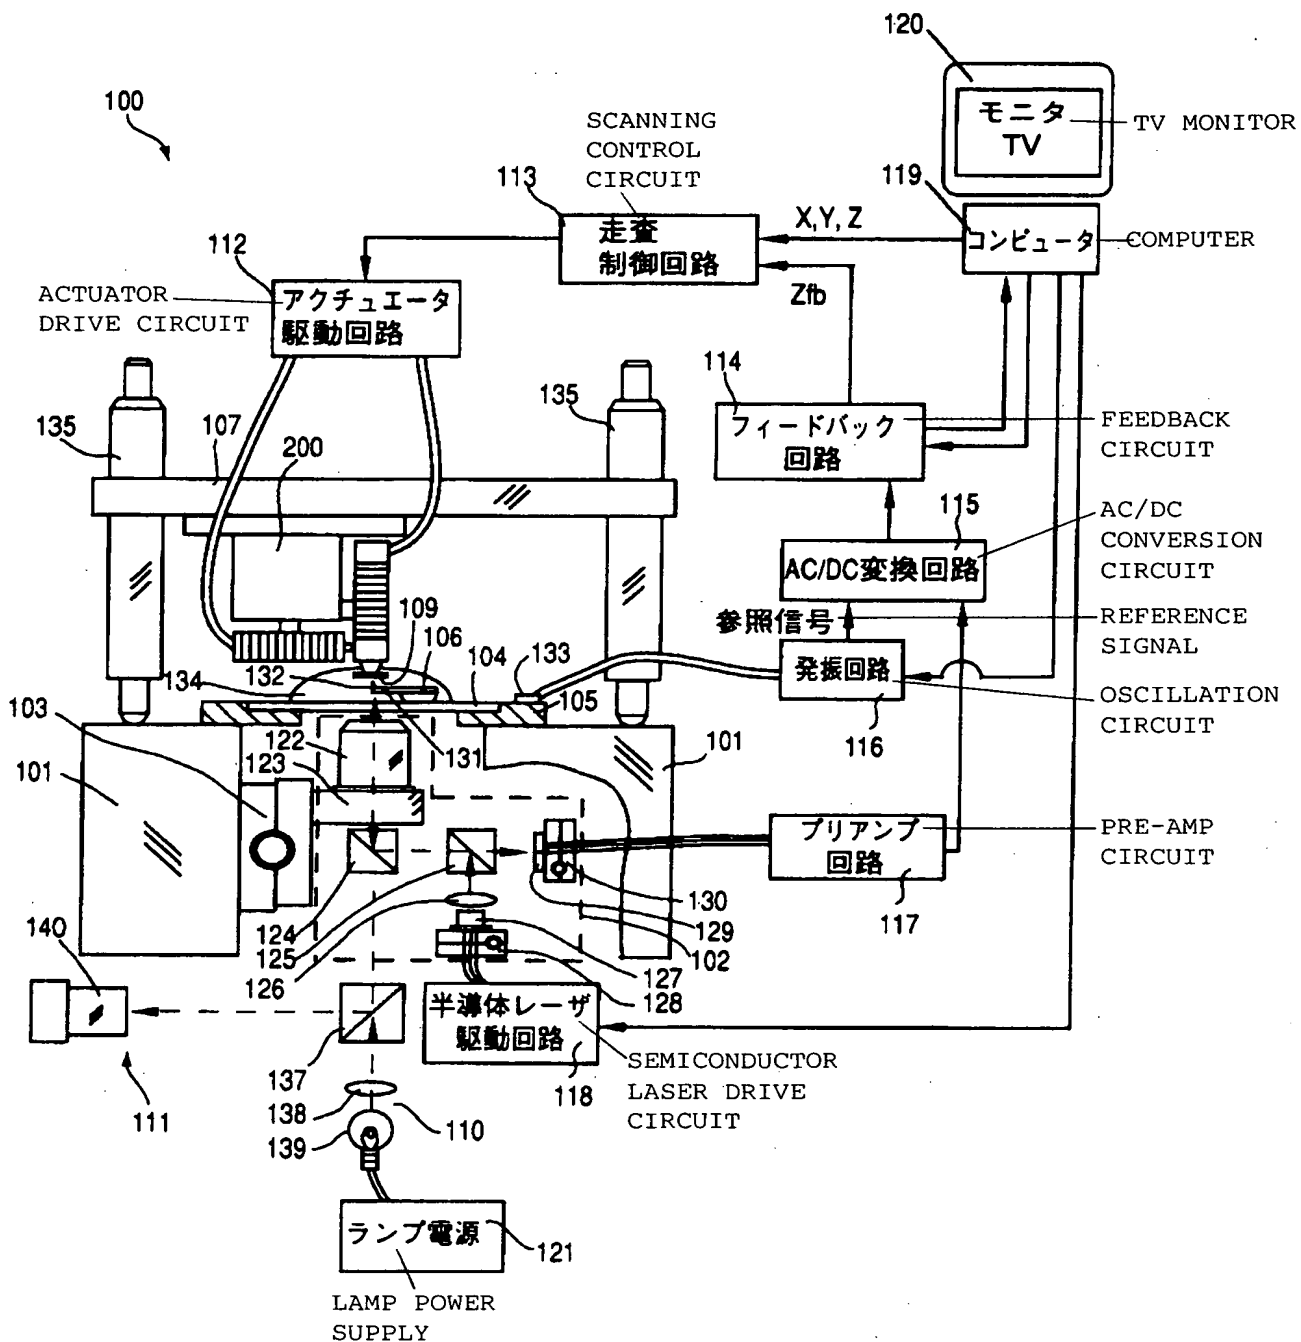 120
モニタ
TV
TV MONITOR
100
SCANNING
CONTROL
CIRCUIT
113
走査
制御回路
X, Y, Z
Zfb
119
コンピュータ
COMPUTER
112
ACTUATOR
DRIVE CIRCUIT
アクチュエータ
駆動回路
114
フィードバック
回路
FEEDBACK
CIRCUIT
135
107
200
135
115
AC/DC変換回路
AC/DC
CONVERSION
CIRCUIT
参照信号
REFERENCE
SIGNAL
109
106
132
104
133
134
105
発振回路
OSCILLATION
CIRCUIT
116
103
122
131
101
123
101
プリアンプ
回路
PRE-AMP
CIRCUIT
117
130
129
124
125
102
140
126
127
128
半導体レーザ
駆動回路
118
SEMICONDUCTOR
LASER DRIVE
CIRCUIT
137
111
138
110
139
ランプ電源
121
LAMP POWER
SUPPLY